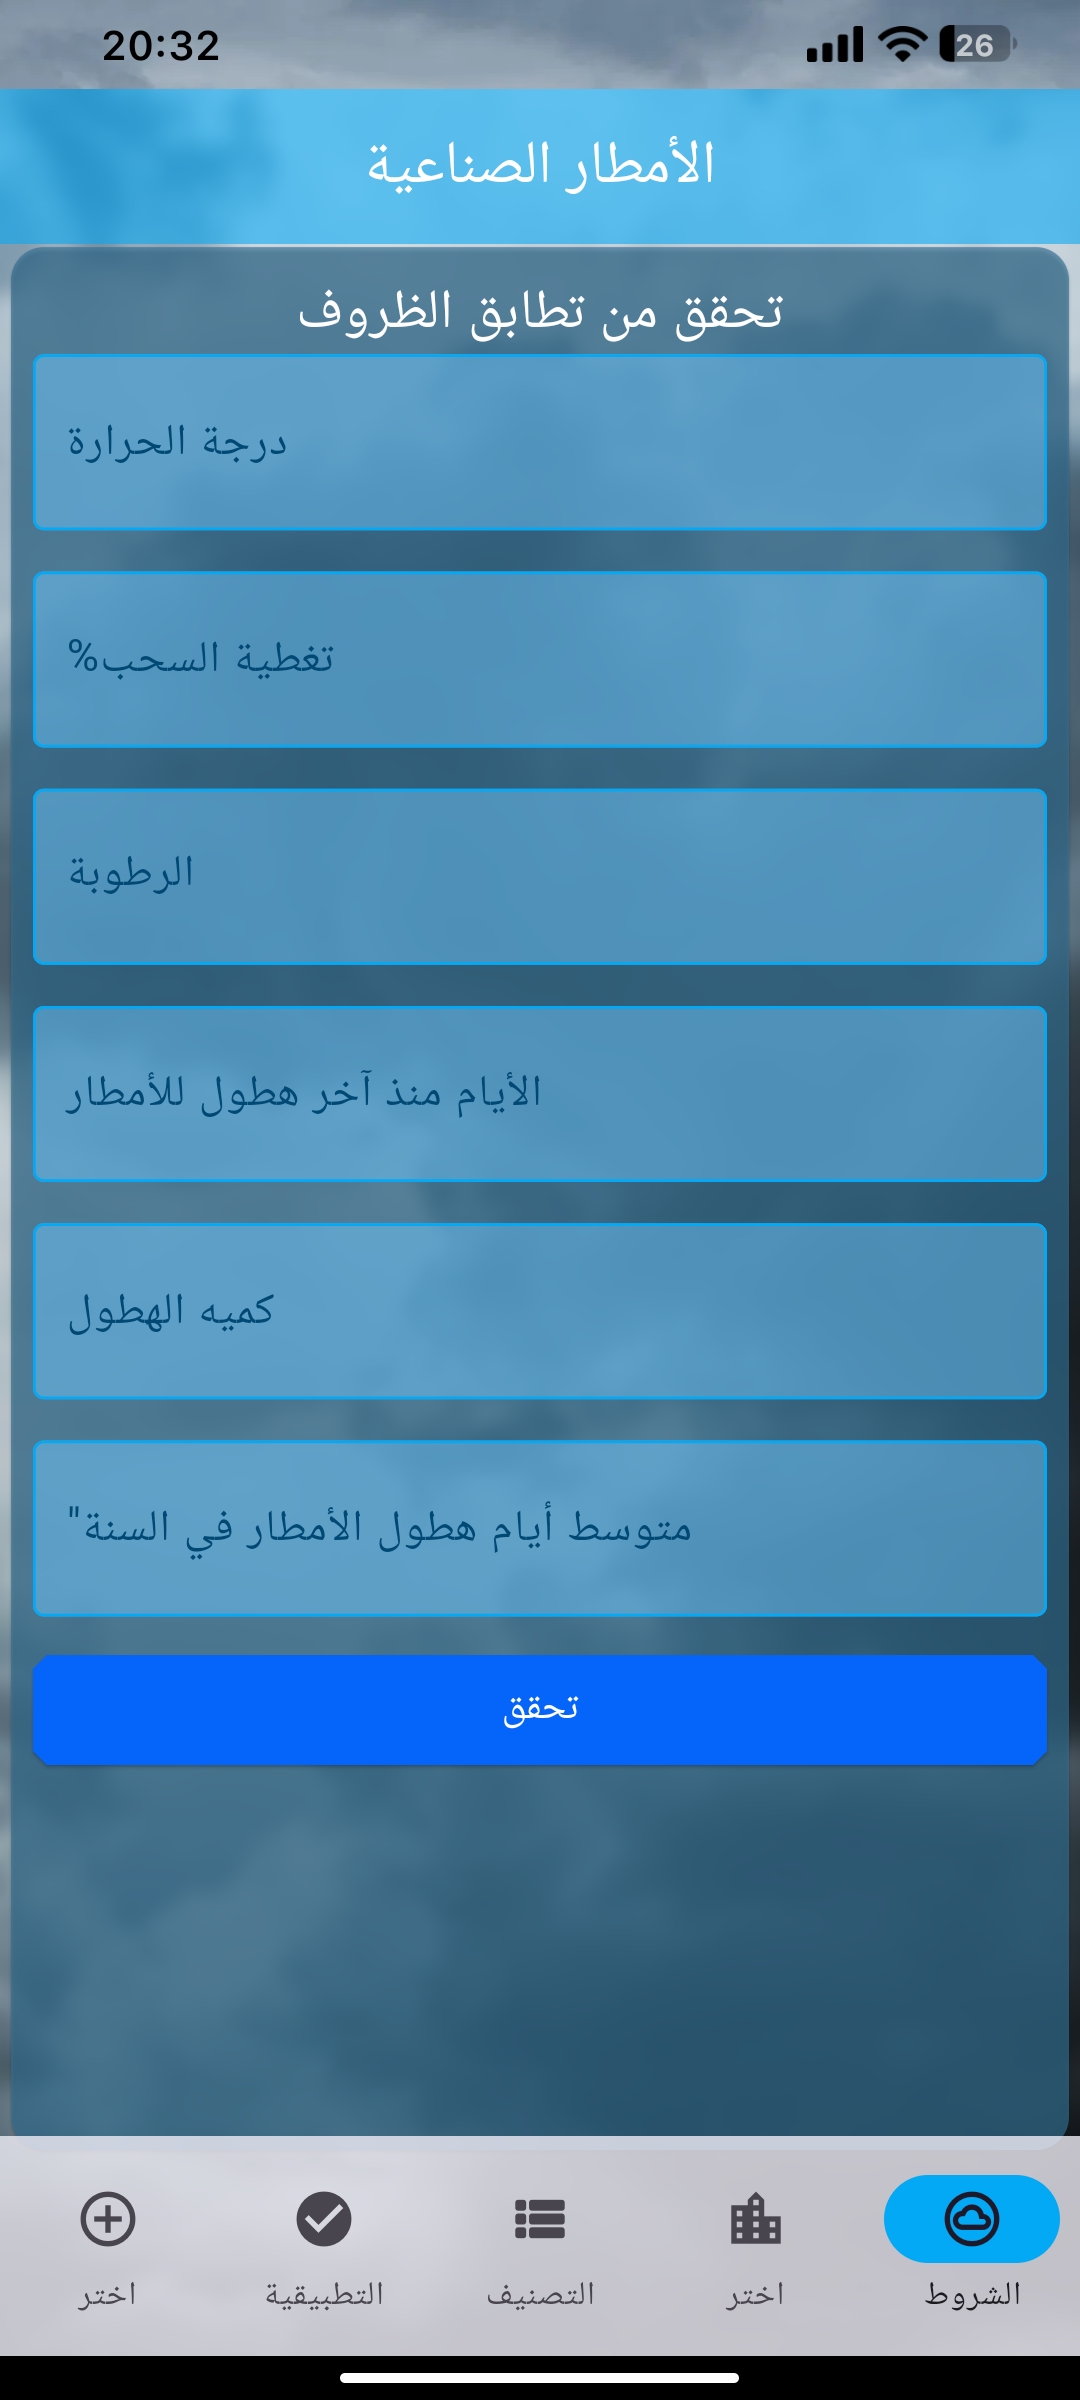 20:32
26
الأمطار الصناعية
تحقق من تطابق الظروف
درجة الحرارة
تغطية السحب%
الرطوبة
الأيام منذ آخر هطول للأمطار
كميه الهطول
متوسط أيام هطول الأمطار في السنة"
تحقق
الشروط
اختر
التصنيف
التطبيقية
اختر